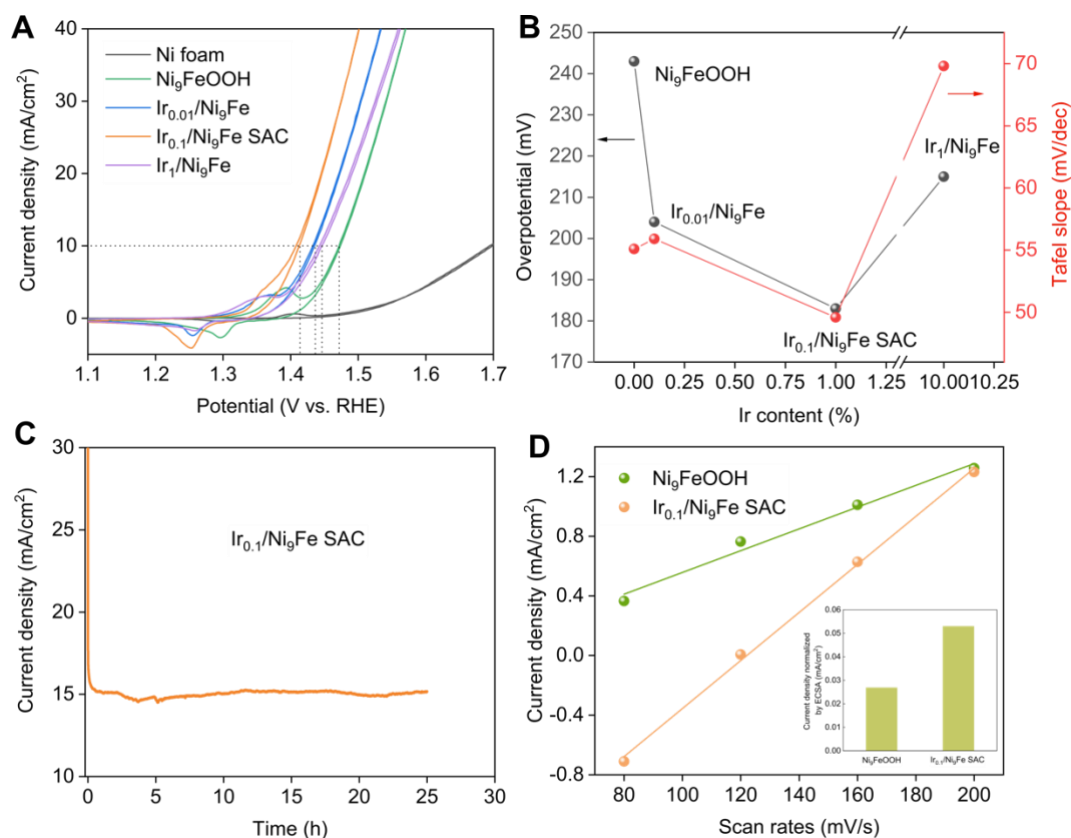 A
40
30
20
10
0
Current density (mA/cm²)
Ni foam
Ni₉FeOOH
Ir₀.₀₁/Ni₉Fe
Ir₀.₁/Ni₉Fe SAC
Ir₁/Ni₉Fe
1.1 1.2 1.3 1.4 1.5 1.6 1.7
Potential (V vs. RHE)
B
250
240
230
220
210
200
190
180
170
Overpotential (mV)
Ni₉FeOOH
Ir₀.₀₁/Ni₉Fe
Ir₁/Ni₉Fe
Ir₀.₁/Ni₉Fe SAC
70
65
60
55
50
Tafel slope (mV/dec)
0.00 0.25 0.50 0.75 1.00 1.25 10.00 10.25
Ir content (%)
C
30
25
20
15
10
Current density (mA/cm²)
Ir₀.₁/Ni₉Fe SAC
0 5 10 15 20 25 30
Time (h)
D
1.2
0.8
0.4
0.0
-0.4
-0.8
Current density (mA/cm²)
Ni₉FeOOH
Ir₀.₁/Ni₉Fe SAC
0.06
0.05
0.04
0.03
0.02
0.01
0.00
Current density normalized
by ECSA (mA/cm²)
Ni₉FeOOH Ir₀.₁/Ni₉Fe SAC
80 100 120 140 160 180 200
Scan rates (mV/s)